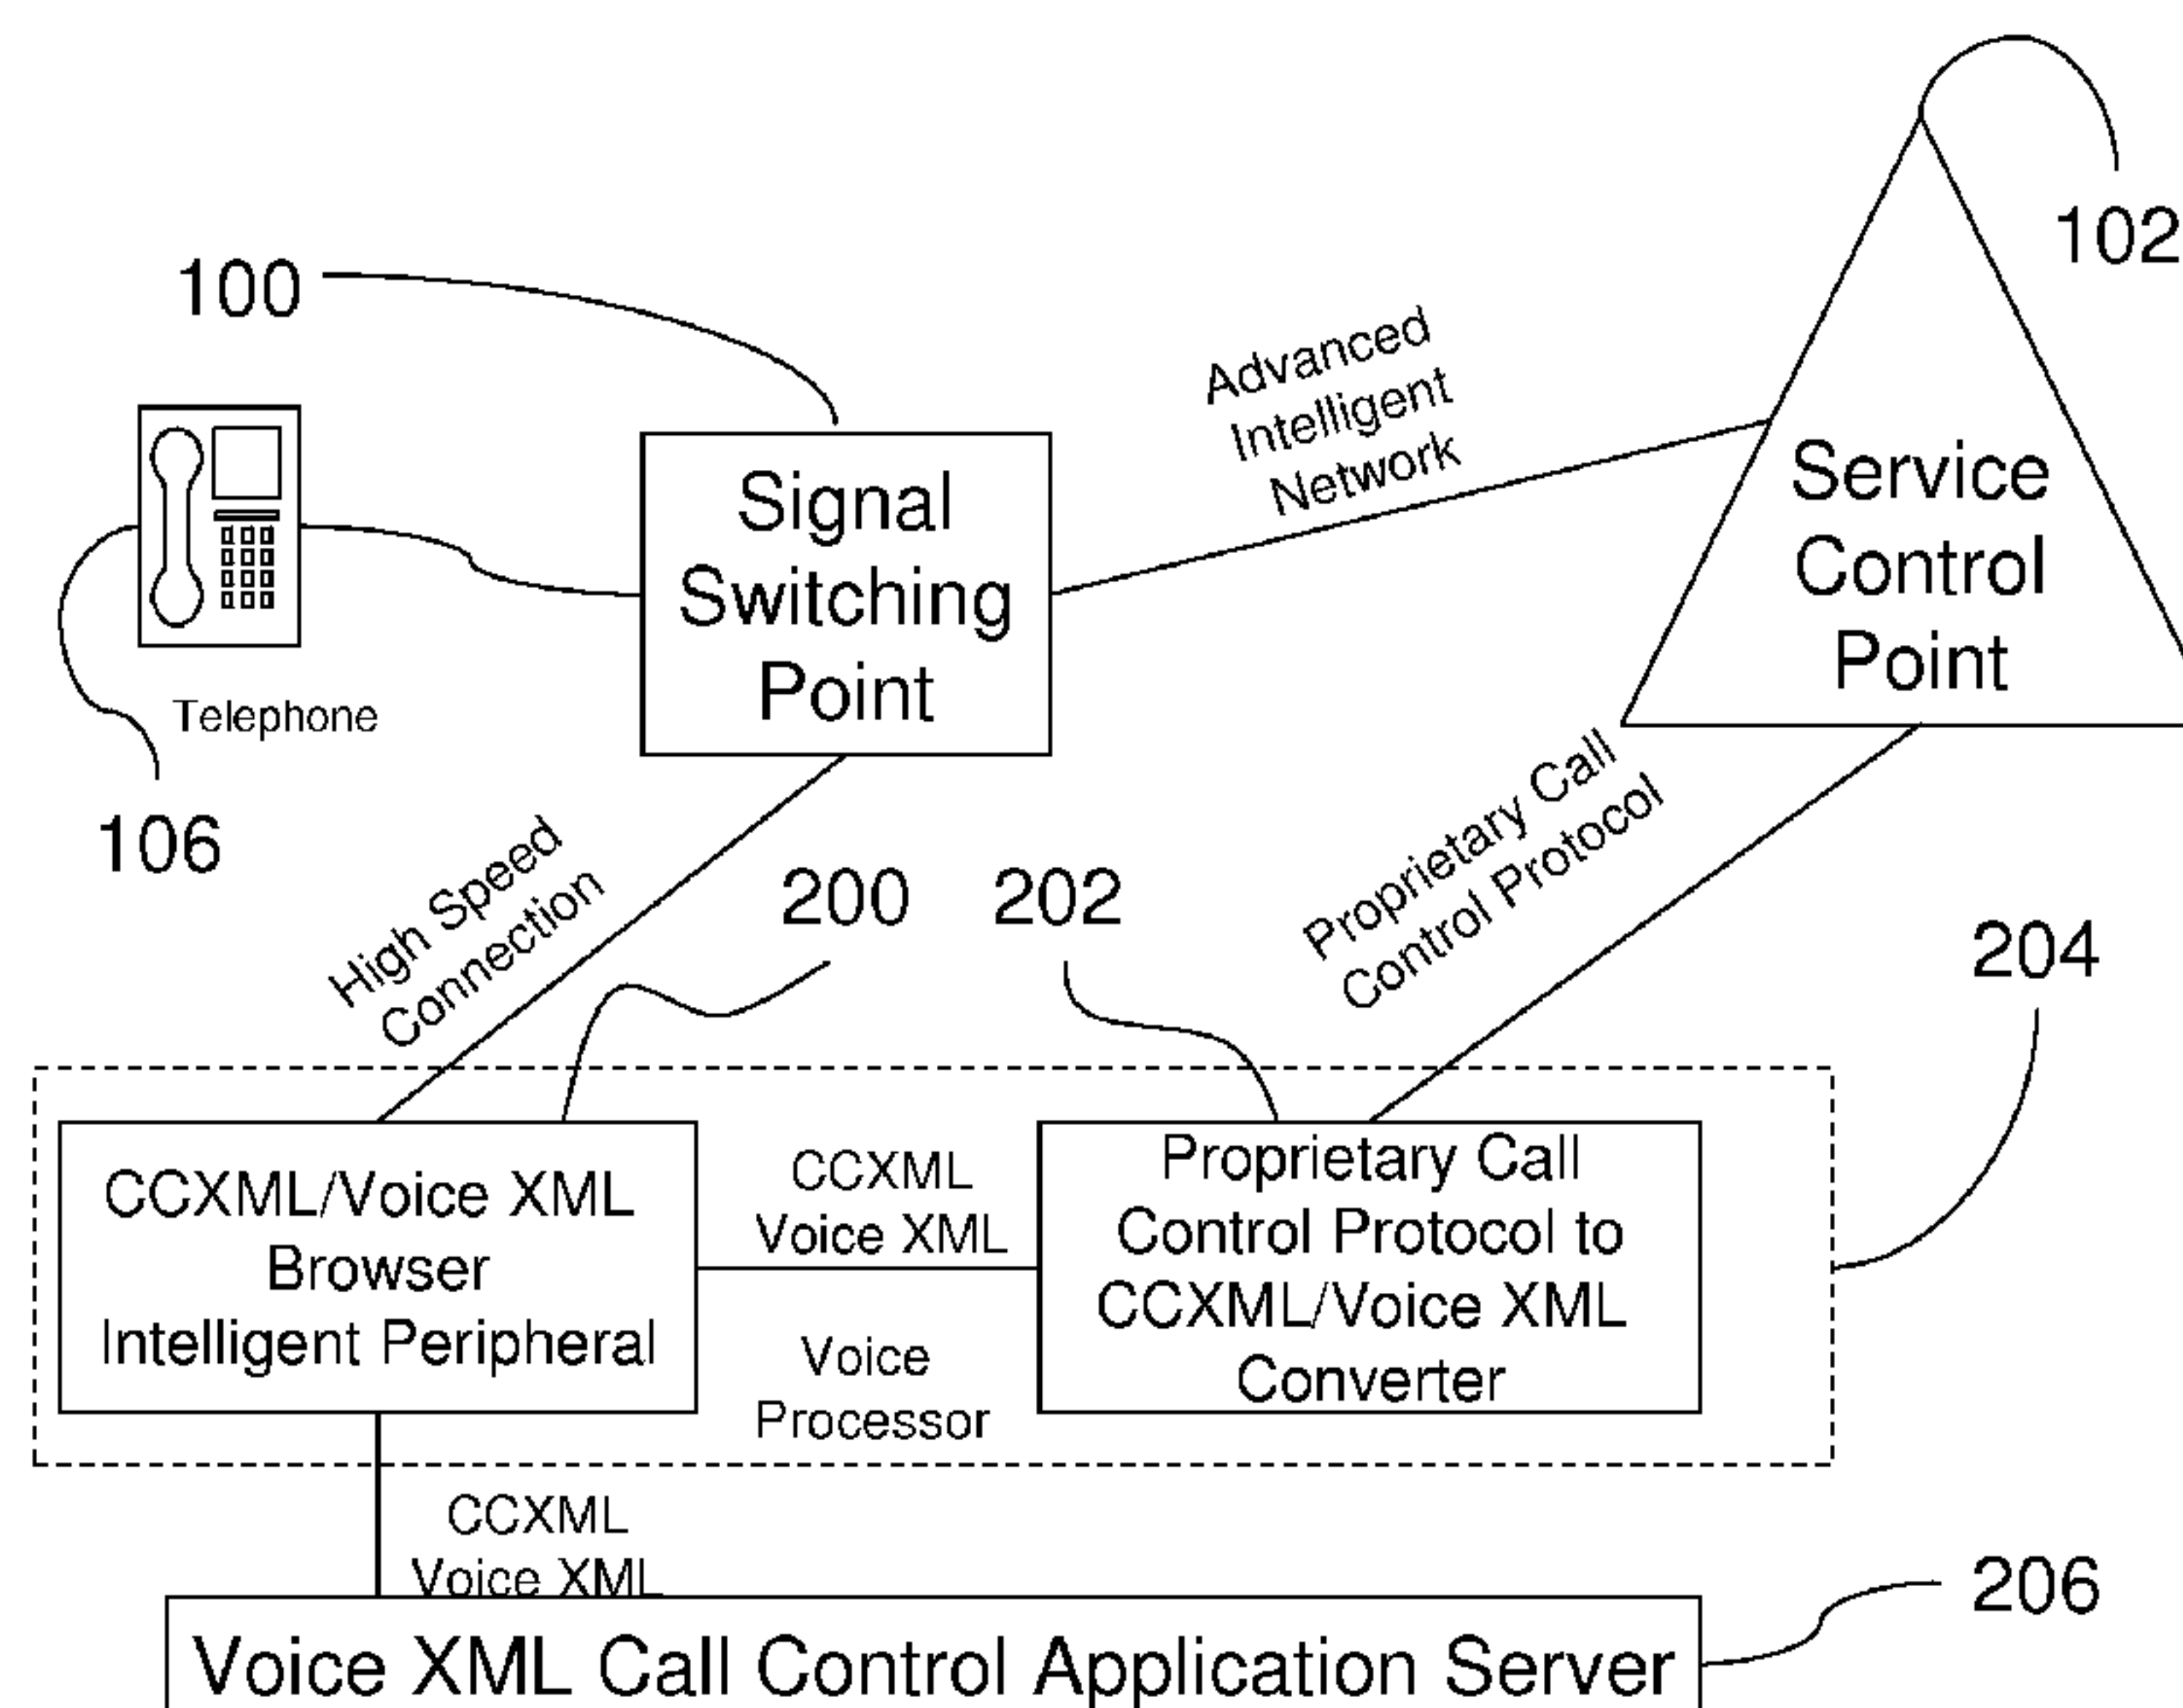 102
100
Advanced
Intelligent
Network
Signal
Switching
Point
Service
Control
Point
Telephone
106
High Speed
Connection
200
202
Proprietary Call
Control Protocol
204
CCXML/Voice XML
Browser
Intelligent Peripheral
CCXML
Voice XML
Voice
Processor
Proprietary Call
Control Protocol to
CCXML/Voice XML
Converter
CCXML
Voice XML
206
Voice XML Call Control Application Server